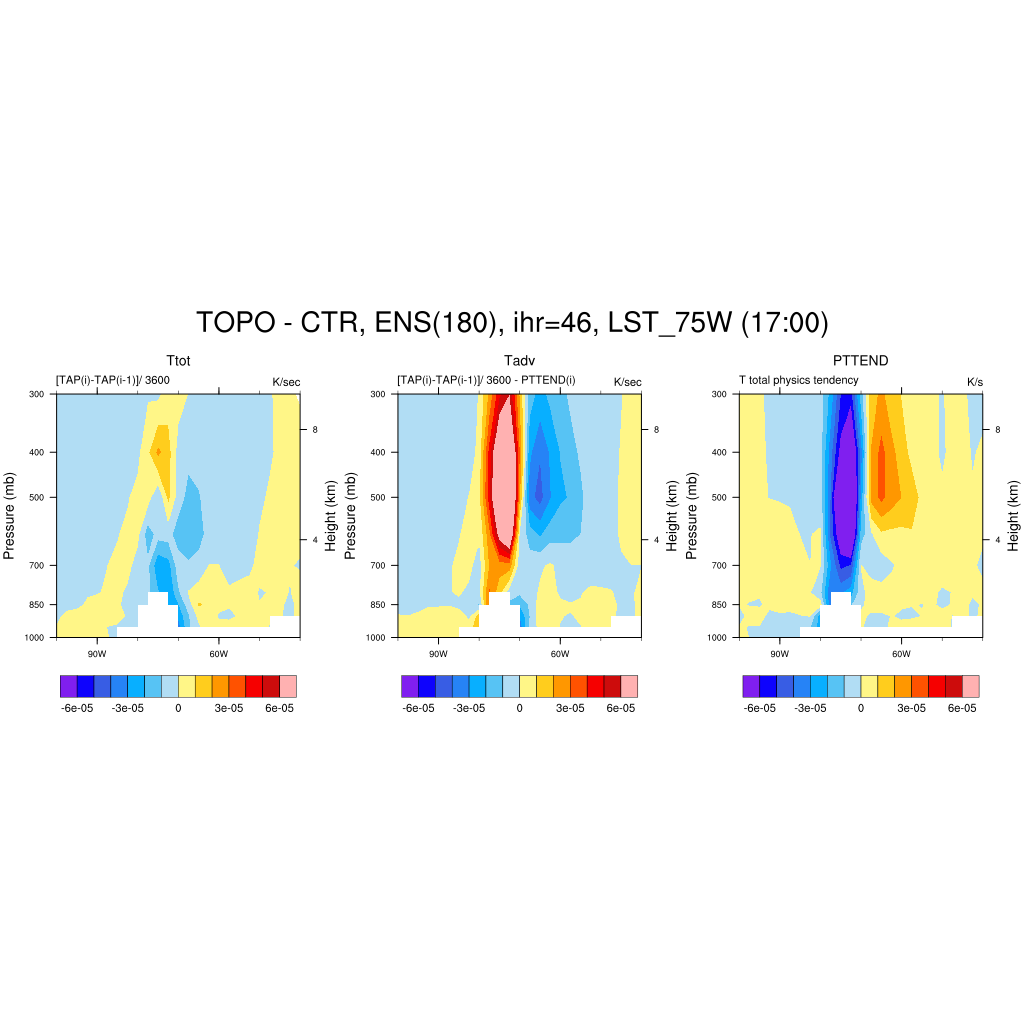 TOPO - CTR, ENS(180), ihr=46, LST_75W (17:00)
Ttot
[TAP(i)-TAP(i-1)]/ 3600 K/sec
Pressure (mb)
300
400
500
700
850
1000
8
4
Height (km)
90W 60W
-6e-05 -3e-05 0 3e-05 6e-05
Tadv
[TAP(i)-TAP(i-1)]/ 3600 - PTTEND(i) K/sec
Pressure (mb)
300
400
500
700
850
1000
8
4
Height (km)
90W 60W
-6e-05 -3e-05 0 3e-05 6e-05
PTTEND
T total physics tendency K/s
Pressure (mb)
300
400
500
700
850
1000
8
4
Height (km)
90W 60W
-6e-05 -3e-05 0 3e-05 6e-05